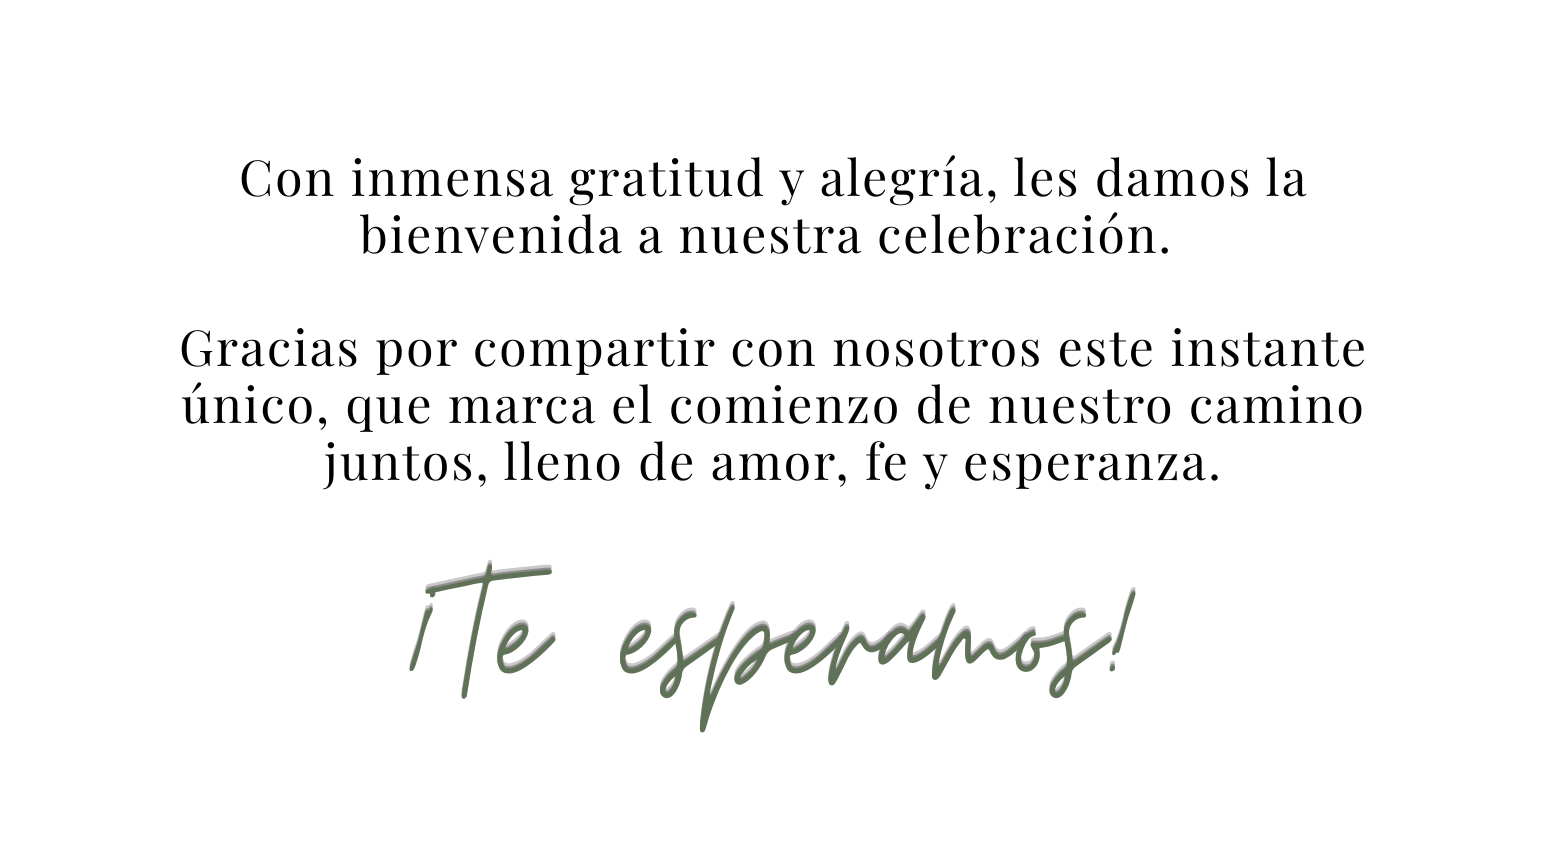 Con inmensa gratitud y alegría, les damos la
bienvenida a nuestra celebración.
Gracias por compartir con nosotros este instante
único, que marca el comienzo de nuestro camino
juntos, lleno de amor, fe y esperanza.
¡Te esperamos!